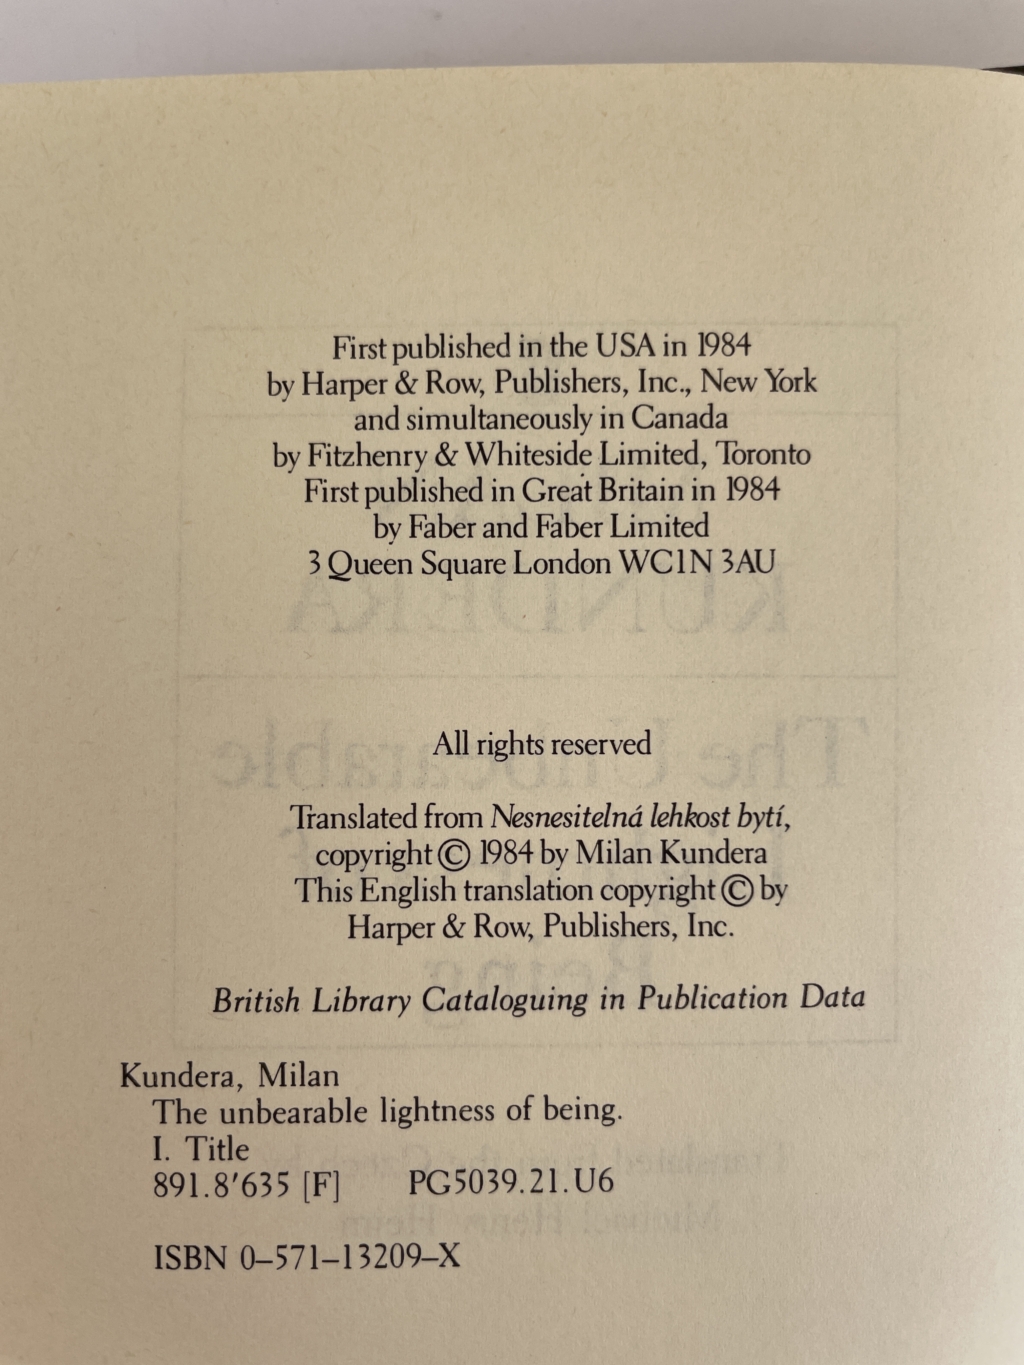 First published in the USA in 1984
by Harper & Row, Publishers, Inc., New York
and simultaneously in Canada
by Fitzhenry & Whiteside Limited, Toronto
First published in Great Britain in 1984
by Faber and Faber Limited
3 Queen Square London WC1N 3AU
All rights reserved
Translated from Nesnesitelná lehkost bytí,
copyright © 1984 by Milan Kundera
This English translation copyright © by
Harper & Row, Publishers, Inc.
British Library Cataloguing in Publication Data
Kundera, Milan
The unbearable lightness of being.
I. Title
891.8'635 [F] PG5039.21.U6
ISBN 0–571–13209–X